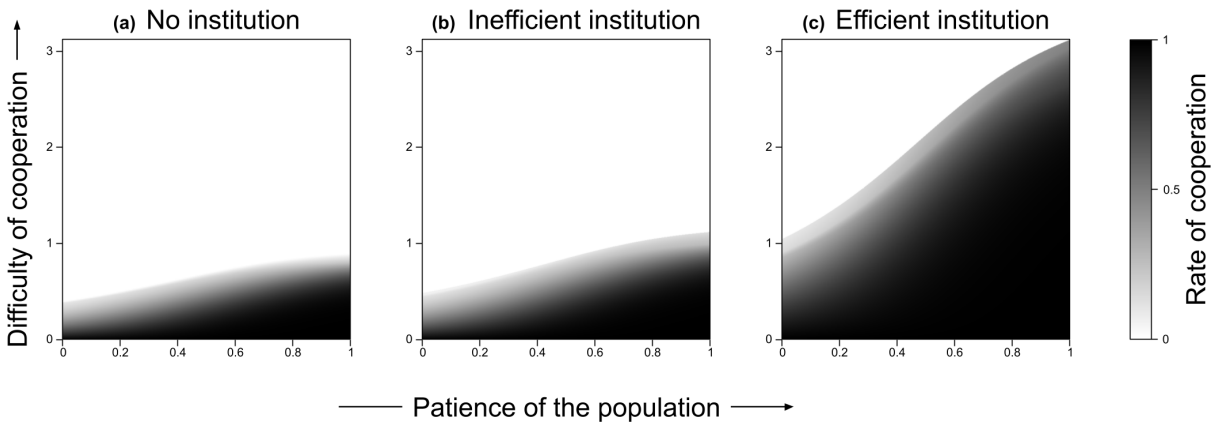 (a) No institution
(b) Inefficient institution
(c) Efficient institution
Difficulty of cooperation
3
2
1
0
0 0.2 0.4 0.6 0.8 1
3
2
1
0
0 0.2 0.4 0.6 0.8 1
3
2
1
0
0 0.2 0.4 0.6 0.8 1
1
0.5
0
Rate of cooperation
Patience of the population